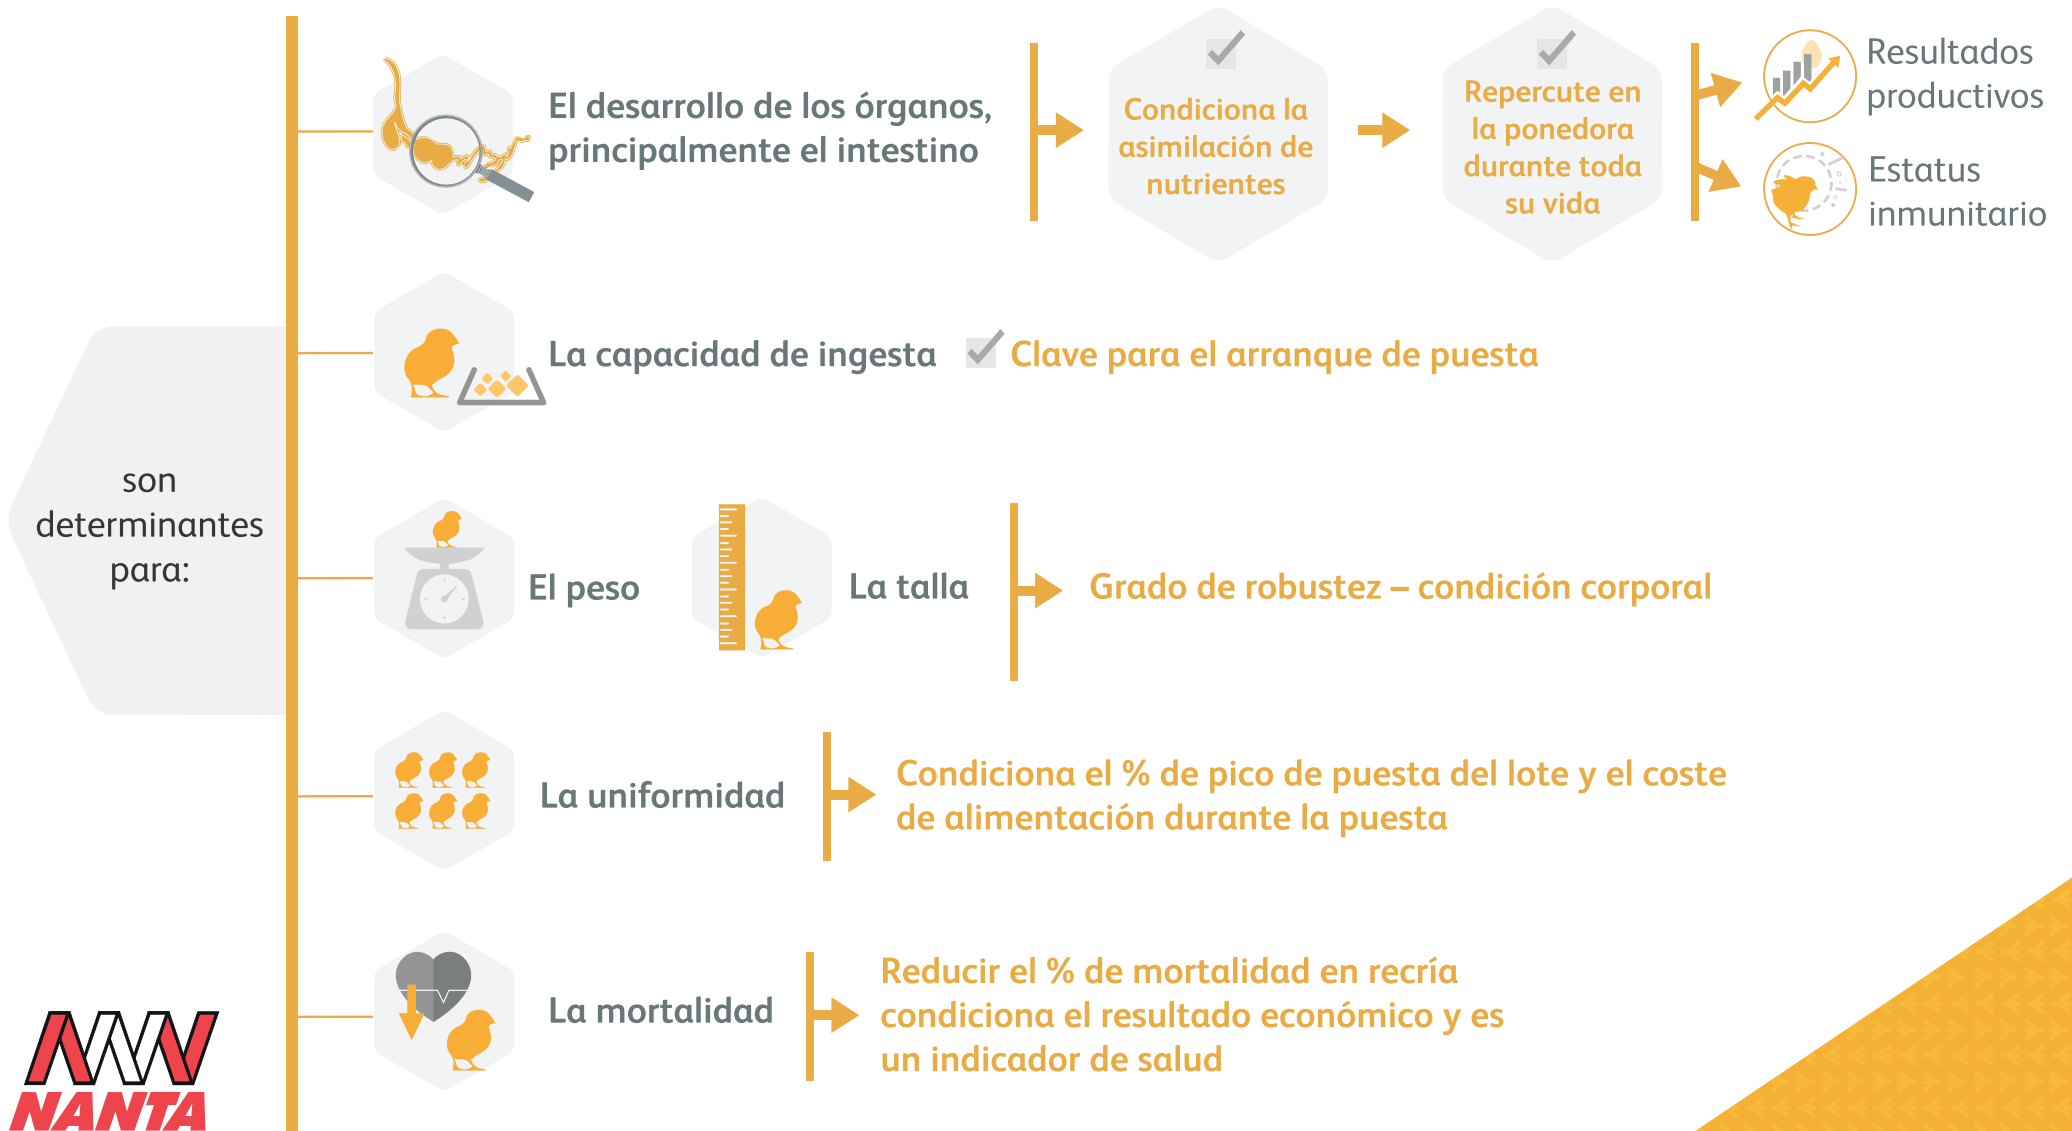 son
determinantes
para:
El desarrollo de los órganos,
principalmente el intestino
Condiciona la
asimilación de
nutrientes
Repercute en
la ponedora
durante toda
su vida
Resultados
productivos
Estatus
inmunitario
La capacidad de ingesta
Clave para el arranque de puesta
El peso
La talla
Grado de robustez – condición corporal
La uniformidad
Condiciona el % de pico de puesta del lote y el coste
de alimentación durante la puesta
La mortalidad
Reducir el % de mortalidad en recría
condiciona el resultado económico y es
un indicador de salud
NANTA